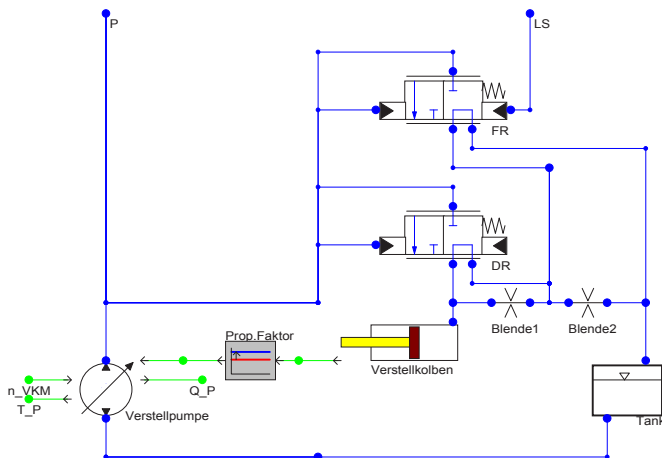 P
LS
FR
DR
Blende1
Blende2
Prop.Faktor
Verstellkolben
n_VKM
T_P
Q_P
Verstellpumpe
Tank